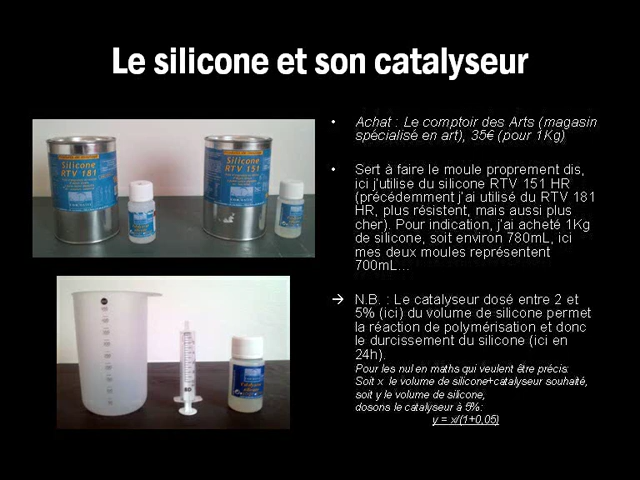 Le silicone et son catalyseur
• Achat : Le comptoir des Arts (magasin
spécialisé en art), 35€ (pour 1Kg)
• Sert à faire le moule proprement dis,
ici j'utilise du silicone RTV 151 HR
(précédemment j'ai utilisé du RTV 181
HR, plus résistent, mais aussi plus
cher). Pour indication, j'ai acheté 1Kg
de silicone, soit environ 780mL, ici
mes deux moules représentent
700mL...
→ N.B. : Le catalyseur dosé entre 2 et
5% (ici) du volume de silicone permet
la réaction de polymérisation et donc
le durcissement du silicone (ici en
24h).
Pour les nul en maths qui veulent être précis:
Soit x le volume de silicone+catalyseur souhaité,
soit y le volume de silicone,
dosons le catalyseur à 5%:
y = x/(1+0,05)
Silicone
RTV 181
Silicone
RTV 151